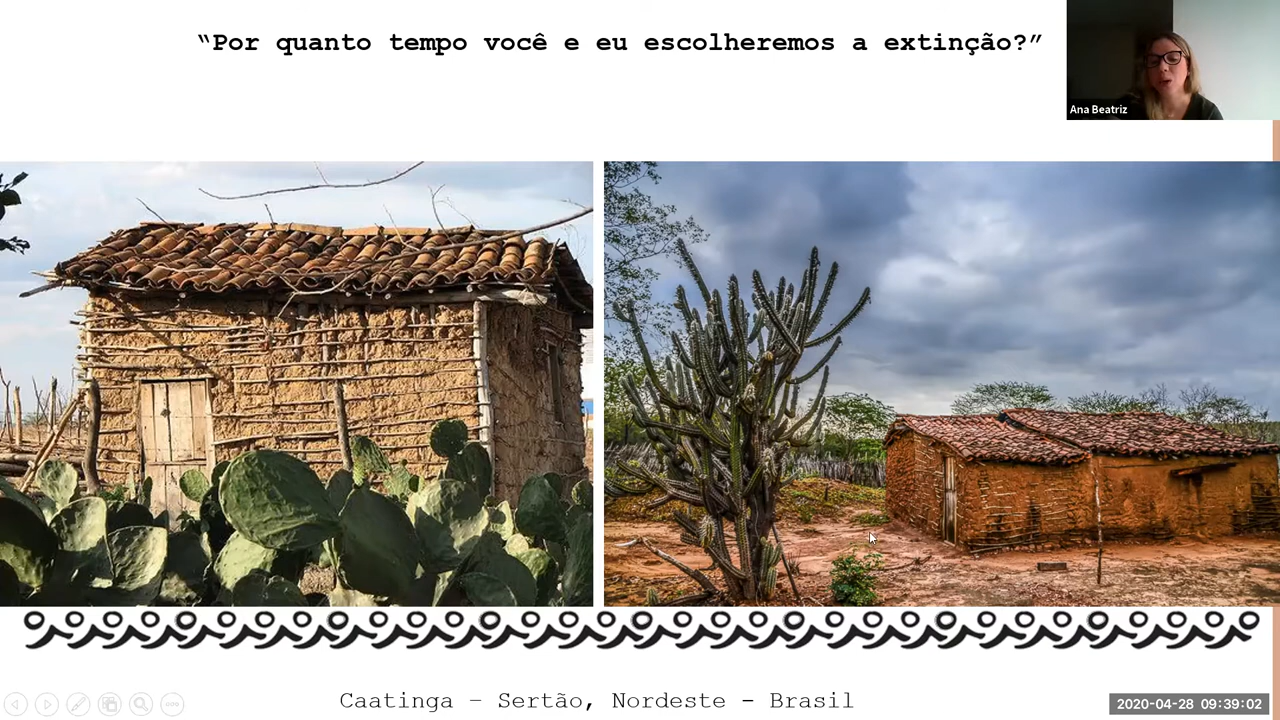 “Por quanto tempo você e eu escolheremos a extinção?”
Ana Beatriz
Caatinga – Sertão, Nordeste – Brasil
2020-04-28 09:39:02